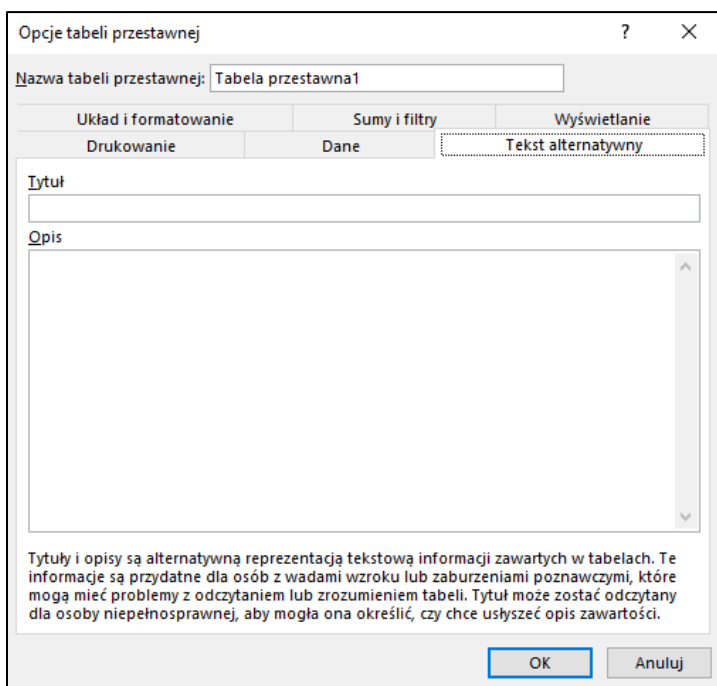 Opcje tabeli przestawnej ? ×
Nazwa tabeli przestawnej: Tabela przestawna1
Układ i formatowanie Sumy i filtry Wyświetlanie
Drukowanie Dane Tekst alternatywny
Tytuł
Opis
Tytuły i opisy są alternatywną reprezentacją tekstową informacji zawartych w tabelach. Te
informacje są przydatne dla osób z wadami wzroku lub zaburzeniami poznawczymi, które
mogą mieć problemy z odczytaniem lub zrozumieniem tabeli. Tytuł może zostać odczytany
dla osoby niepełnosprawnej, aby mogła ona określić, czy chce usłyszeć opis zawartości.
OK Anuluj